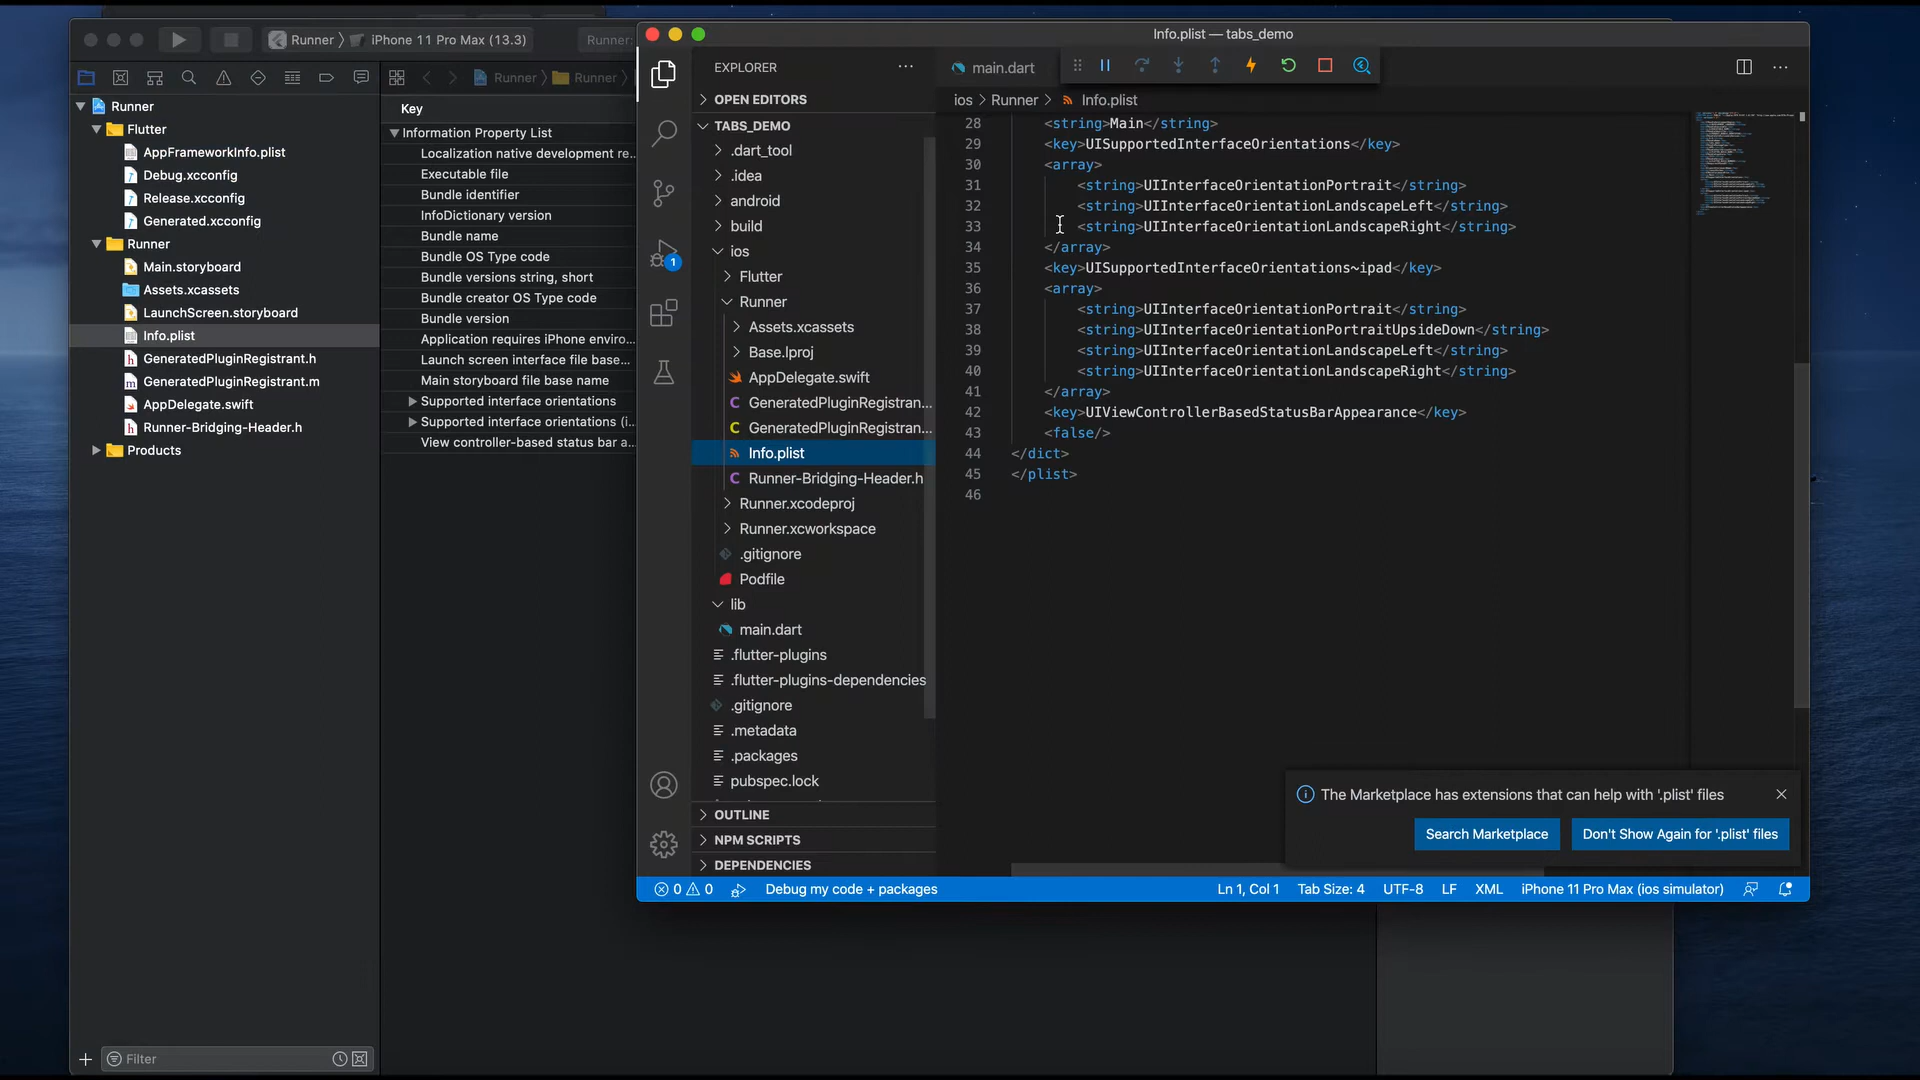 Runner
iPhone 11 Pro Max (13.3)
Runner:
Runner
Runner
Key
Runner
Flutter
AppFrameworkInfo.plist
Debug.xcconfig
Release.xcconfig
Generated.xcconfig
Runner
Main.storyboard
Assets.xcassets
LaunchScreen.storyboard
Info.plist
GeneratedPluginRegistrant.h
GeneratedPluginRegistrant.m
AppDelegate.swift
Runner-Bridging-Header.h
Products
Filter
Information Property List
Localization native development re...
Executable file
Bundle identifier
InfoDictionary version
Bundle name
Bundle OS Type code
Bundle versions string, short
Bundle creator OS Type code
Bundle version
Application requires iPhone enviro...
Launch screen interface file base...
Main storyboard file base name
Supported interface orientations
Supported interface orientations (i...
View controller-based status bar a...
Info.plist — tabs_demo
EXPLORER
OPEN EDITORS
TABS_DEMO
.dart_tool
.idea
android
build
ios
Flutter
Runner
Assets.xcassets
Base.lproj
AppDelegate.swift
GeneratedPluginRegistran...
GeneratedPluginRegistran...
Info.plist
Runner-Bridging-Header.h
Runner.xcodeproj
Runner.xcworkspace
.gitignore
Podfile
lib
main.dart
.flutter-plugins
.flutter-plugins-dependencies
.gitignore
.metadata
.packages
pubspec.lock
OUTLINE
NPM SCRIPTS
DEPENDENCIES
1
main.dart
ios > Runner > Info.plist
28 <string>Main</string>
29 <key>UISupportedInterfaceOrientations</key>
30 <array>
31 <string>UIInterfaceOrientationPortrait</string>
32 <string>UIInterfaceOrientationLandscapeLeft</string>
33 <string>UIInterfaceOrientationLandscapeRight</string>
34 </array>
35 <key>UISupportedInterfaceOrientations~ipad</key>
36 <array>
37 <string>UIInterfaceOrientationPortrait</string>
38 <string>UIInterfaceOrientationPortraitUpsideDown</string>
39 <string>UIInterfaceOrientationLandscapeLeft</string>
40 <string>UIInterfaceOrientationLandscapeRight</string>
41 </array>
42 <key>UIViewControllerBasedStatusBarAppearance</key>
43 <false/>
44 </dict>
45 </plist>
46
The Marketplace has extensions that can help with '.plist' files
Search Marketplace
Don't Show Again for '.plist' files
0 0 Debug my code + packages
Ln 1, Col 1 Tab Size: 4 UTF-8 LF XML iPhone 11 Pro Max (ios simulator)